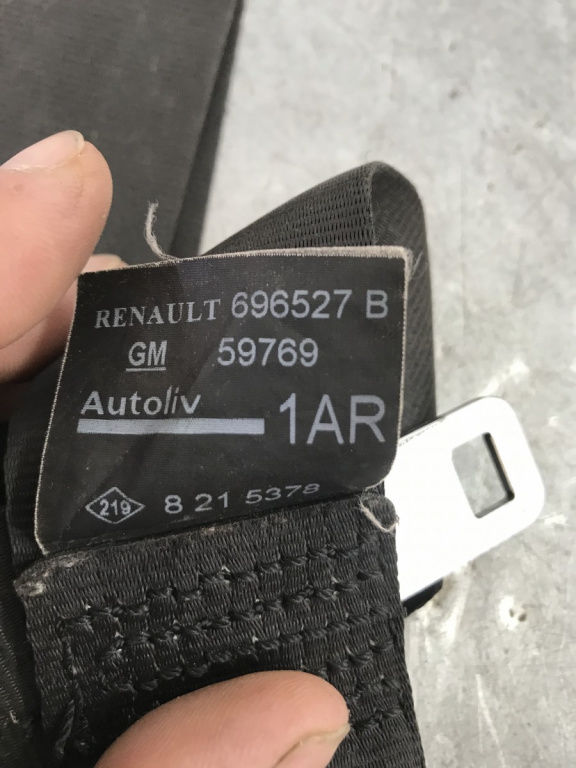 RENAULT 696527 B
GM 59769
Autoliv 1AR
219 8 21 5378